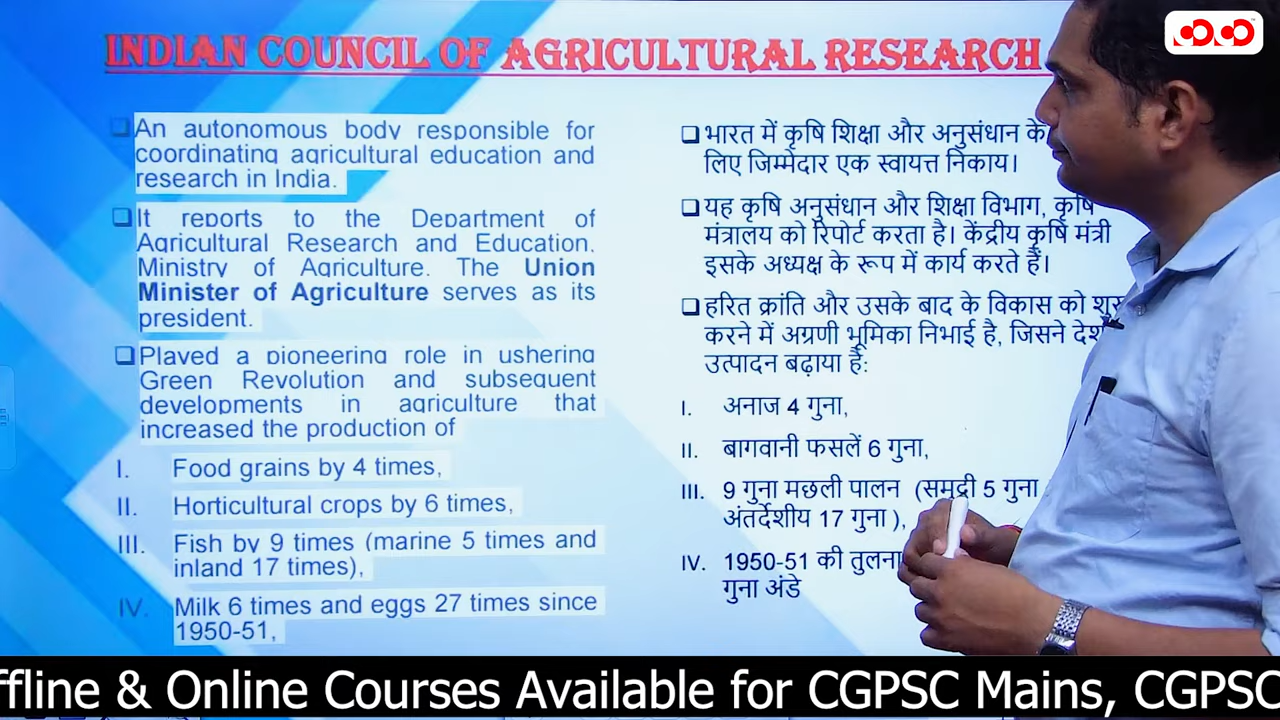 INDIAN COUNCIL OF AGRICULTURAL RESEARCH
An autonomous body responsible for
coordinating agricultural education and
research in India.
It reports to the Department of
Agricultural Research and Education,
Ministry of Agriculture. The Union
Minister of Agriculture serves as its
president.
Played a pioneering role in ushering
Green Revolution and subsequent
developments in agriculture that
increased the production of
I. Food grains by 4 times,
II. Horticultural crops by 6 times,
III. Fish by 9 times (marine 5 times and
inland 17 times),
IV. Milk 6 times and eggs 27 times since
1950-51,
भारत में कृषि शिक्षा और अनुसंधान के
लिए जिम्मेदार एक स्वायत्त निकाय।
यह कृषि अनुसंधान और शिक्षा विभाग, कृषि
मंत्रालय को रिपोर्ट करता है। केंद्रीय कृषि मंत्री
इसके अध्यक्ष के रूप में कार्य करते हैं।
हरित क्रांति और उसके बाद के विकास को शुरू
करने में अग्रणी भूमिका निभाई है, जिसने देश
उत्पादन बढ़ाया है:
I. अनाज 4 गुना,
II. बागवानी फसलें 6 गुना,
III. 9 गुना मछली पालन (समुद्री 5 गुना
अंतर्देशीय 17 गुना ),
IV. 1950-51 की तुलना
गुना अंडे
ffline & Online Courses Available for CGPSC Mains, CGPSC